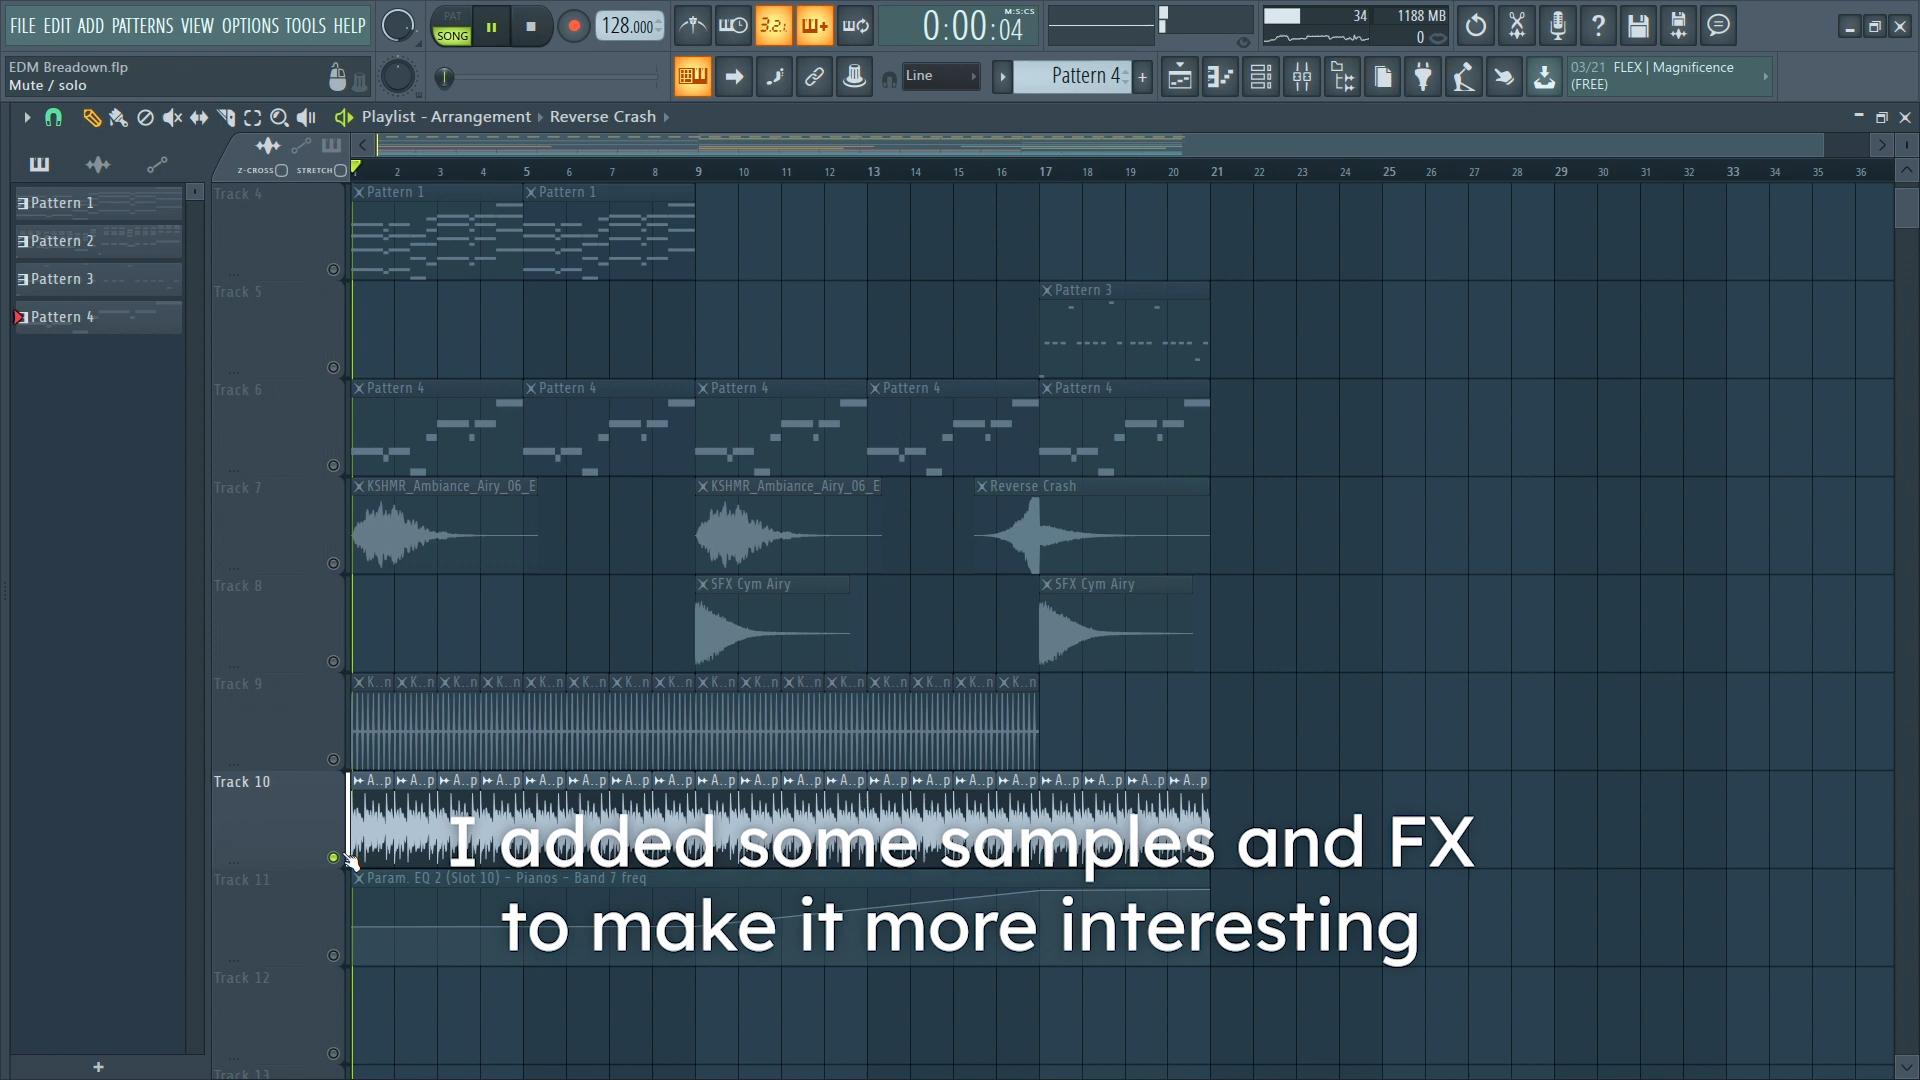 FILE EDIT ADD PATTERNS VIEW OPTIONS TOOLS HELP
PAT
SONG
128.000
3.2.
0:00:04
M:S:CS
34
1188 MB
0
EDM Breadown.flp
Mute / solo
Line
Pattern 4
03/21 FLEX | Magnificence
(FREE)
Playlist - Arrangement
Reverse Crash
Z-CROSS
STRETCH
2 3 4 5 6 7 8 9 10 11 12 13 14 15 16 17 18 19 20 21 22 23 24 25 26 27 28 29 30 31 32 33 34 35 36
Pattern 1
Pattern 2
Pattern 3
Pattern 4
Track 4
Pattern 1
Pattern 1
Track 5
Pattern 3
Track 6
Pattern 4
Pattern 4
Pattern 4
Pattern 4
Pattern 4
Track 7
KSHMR_Ambiance_Airy_06_E
KSHMR_Ambiance_Airy_06_E
Reverse Crash
Track 8
SFX Cym Airy
SFX Cym Airy
Track 9
K..n K..n K..n K..n K..n K..n K..n K..n K..n K..n K..n K..n K..n K..n K..n K..n
Track 10
A..p A..p A..p A..p A..p A..p A..p A..p A..p A..p A..p A..p A..p A..p A..p A..p A..p A..p A..p A..p
I added some samples and FX
Track 11
Param. EQ 2 (Slot 10) - Pianos - Band 7 freq
to make it more interesting
Track 12
Track 13